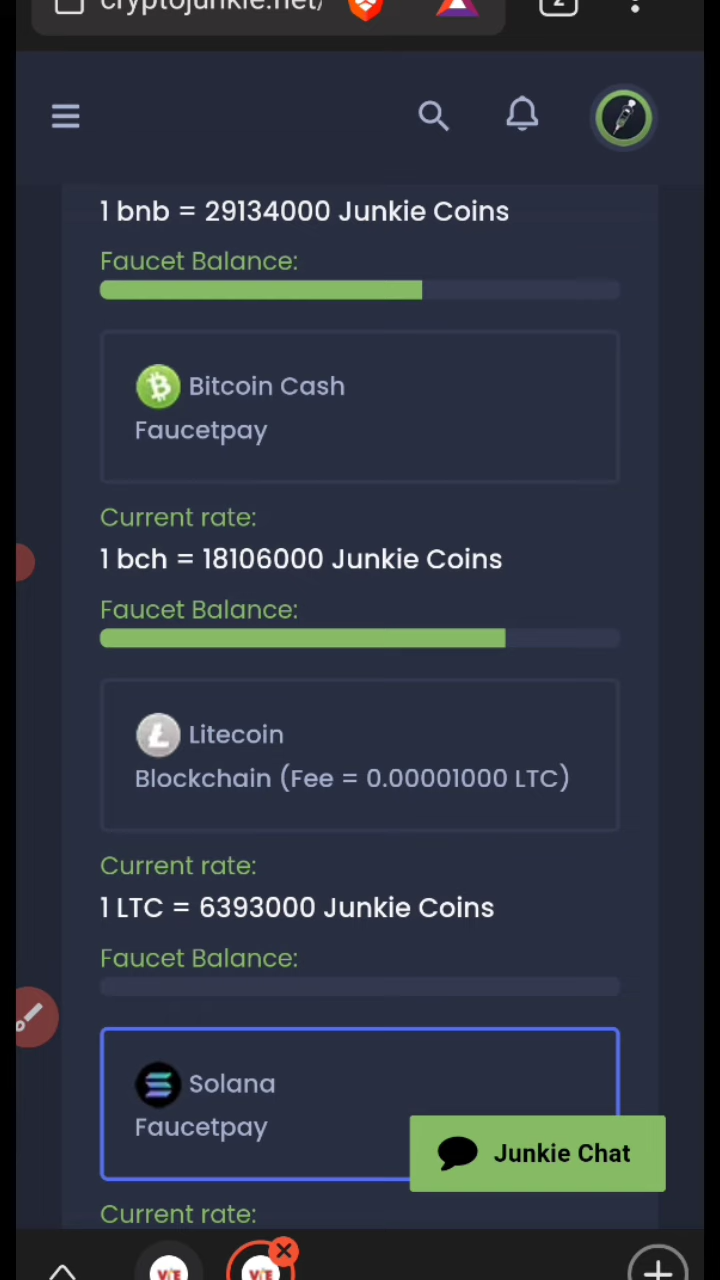 cryptojunkie.net/
2
1 bnb = 29134000 Junkie Coins
Faucet Balance:
Bitcoin Cash
Faucetpay
Current rate:
1 bch = 18106000 Junkie Coins
Faucet Balance:
Litecoin
Blockchain (Fee = 0.00001000 LTC)
Current rate:
1 LTC = 6393000 Junkie Coins
Faucet Balance:
Solana
Faucetpay
Junkie Chat
Current rate: